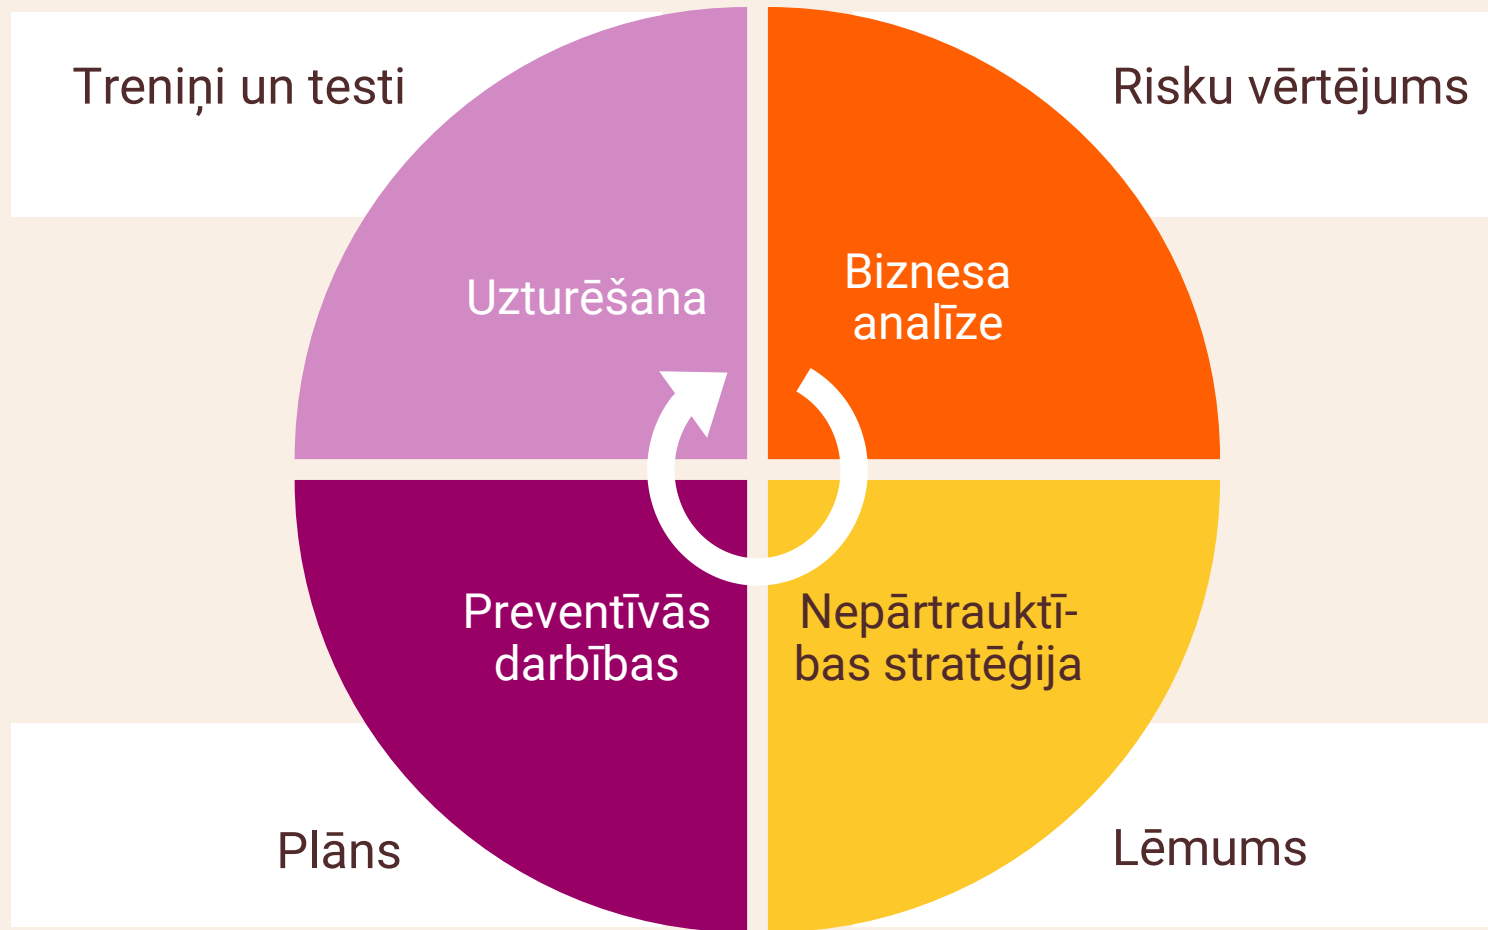 Treniņi un testi
Risku vērtējums
Uzturēšana
Biznesa
analīze
Preventīvās
darbības
Nepārtrauktī-
bas stratēģija
Plāns
Lēmums